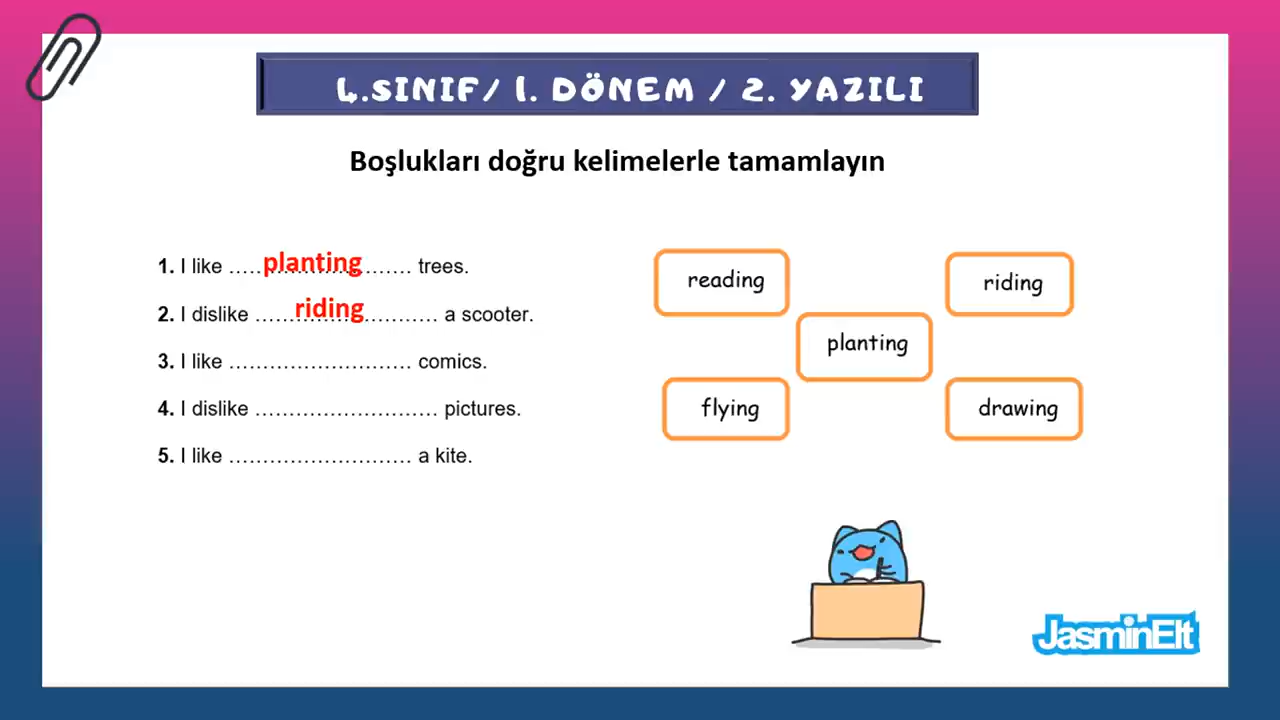 4.SINIF/ 1. DÖNEM / 2. YAZILI
Boşlukları doğru kelimelerle tamamlayın
1. I like ..... planting ....... trees.
2. I dislike ..... riding ........... a scooter.
3. I like ........................... comics.
4. I dislike ........................... pictures.
5. I like ........................... a kite.
reading
riding
planting
flying
drawing
JasminElt